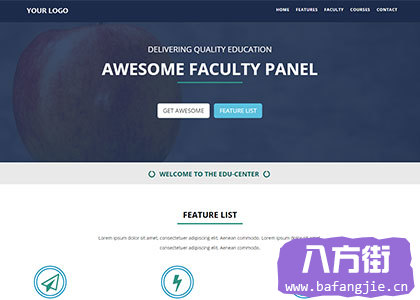 YOUR LOGO
HOME FEATURES FACULTY COURSES CONTACT
DELIVERING QUALITY EDUCATION
AWESOME FACULTY PANEL
GET AWESOME FEATURE LIST
WELCOME TO THE EDU-CENTER
FEATURE LIST
Lorem ipsum dolor sit amet, consectetuer adipiscing elit. Aenean commodo. Lorem ipsum dolor sit
amet, consectetuer adipiscing elit. Aenean commodo.
八方街
www.bafangjie.cn